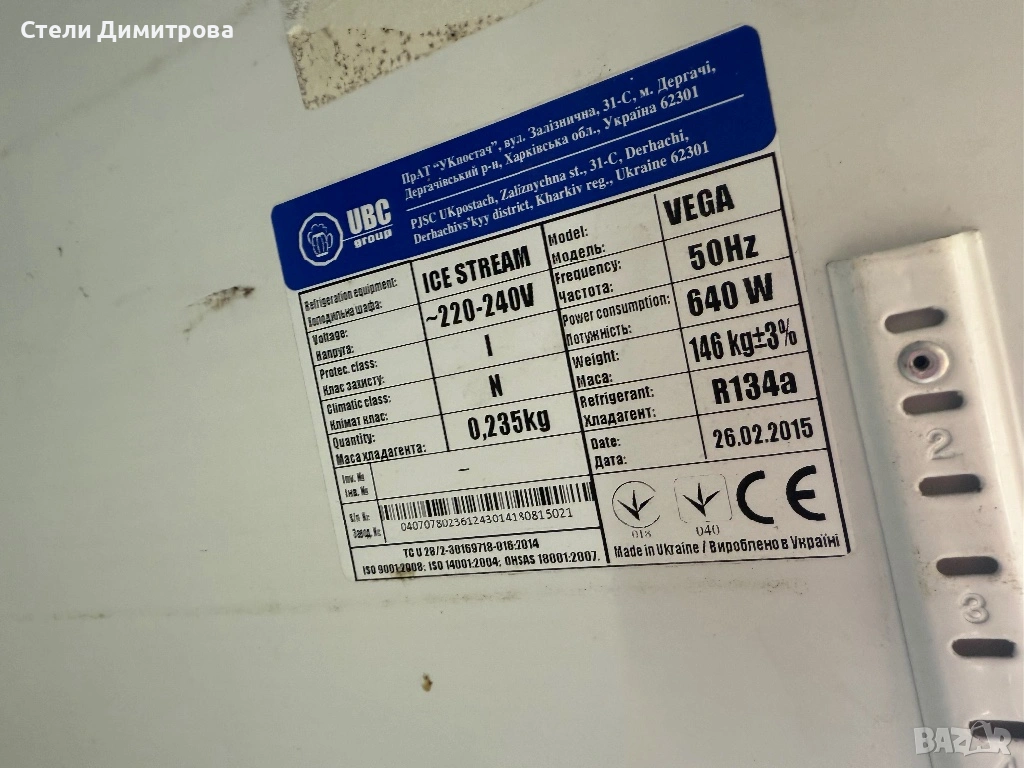 Стели Димитрова
UBC
group
ПрАТ "УКпостач", вул. Залізнична, 31-С, м. Дергачі,
Дергачівський р-н, Харківська обл., Україна 62301
PJSC UKpostach, Zaliznychna st., 31-C, Derhachi,
Derhachivs'kyy district, Kharkiv reg., Ukraine 62301
Refrigeration equipment:
Холодильна шафа:
ICE STREAM
Model:
Модель:
VEGA
Voltage:
Напруга:
~220-240V
Frequency:
Частота:
50Hz
Protec. class:
Клас захисту:
I
Power consumption:
Потужність:
640 W
Climatic class:
Клімат клас:
N
Weight:
Маса:
146 kg±3%
Quantity:
Маса хладагента:
0,235kg
Refrigerant:
Хладагент:
R134a
Inv. №
Інв. №
–
Date:
Дата:
26.02.2015
S/n №:
Завод. №:
040707802361243014180815021
018
040
CE
ТС U 28/2-30169718-016:2014
ISO 9001:2008; ISO 14001:2004; OHSAS 18001:2007.
Made in Ukraine / Вироблено в Україні
2
3
BAZAR